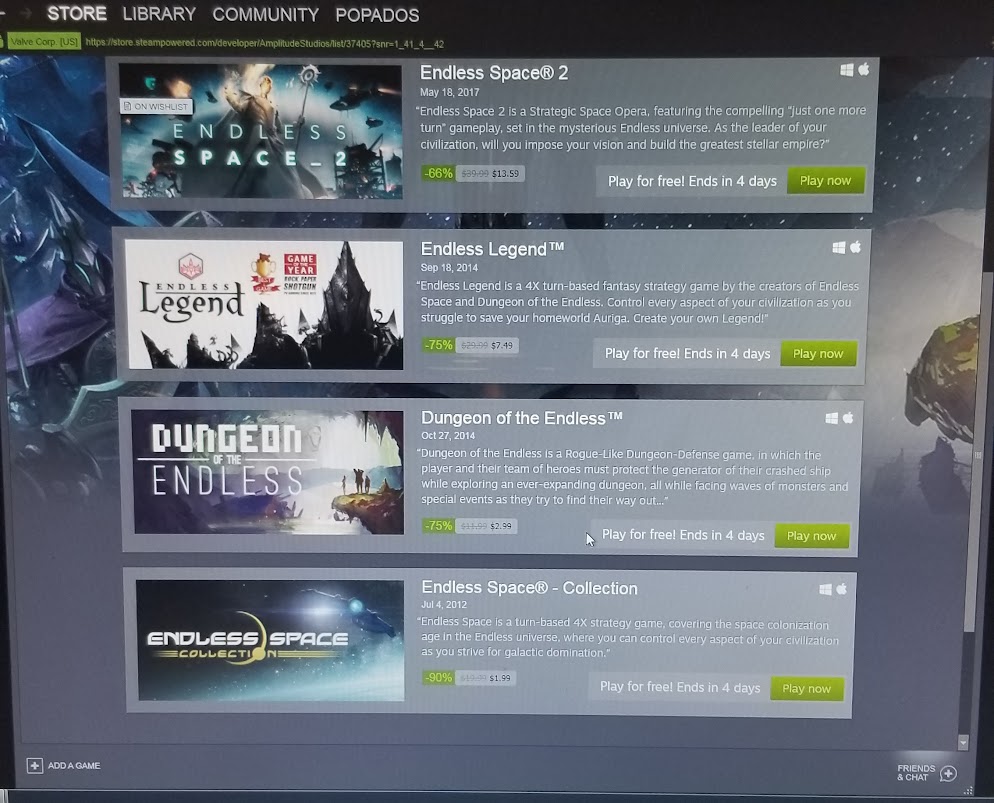 STORE LIBRARY COMMUNITY POPADOS
Valve Corp. [US] https://store.steampowered.com/developer/AmplitudeStudios/list/37405?snr=1_41_4__42
Endless Space® 2
May 18, 2017
ON WISHLIST
ENDLESS
SPACE_2
“Endless Space 2 is a Strategic Space Opera, featuring the compelling “just one more
turn” gameplay, set in the mysterious Endless universe. As the leader of your
civilization, will you impose your vision and build the greatest stellar empire?”
-66% $39.99 $13.59
Play for free! Ends in 4 days Play now
ENDLESS
Legend
GAME
OF THE
YEAR
ROCK PAPER
SHOTGUN
Endless Legend™
Sep 18, 2014
“Endless Legend is a 4X turn-based fantasy strategy game by the creators of Endless
Space and Dungeon of the Endless. Control every aspect of your civilization as you
struggle to save your homeworld Auriga. Create your own Legend!”
-75% $29.99 $7.49
Play for free! Ends in 4 days Play now
DUNGEON
OF THE
ENDLESS
Dungeon of the Endless™
Oct 27, 2014
“Dungeon of the Endless is a Rogue-Like Dungeon-Defense game, in which the
player and their team of heroes must protect the generator of their crashed ship
while exploring an ever-expanding dungeon, all while facing waves of monsters and
special events as they try to find their way out...”
-75% $11.99 $2.99
Play for free! Ends in 4 days Play now
ENDLESS SPACE
COLLECTION
Endless Space® - Collection
Jul 4, 2012
“Endless Space is a turn-based 4X strategy game, covering the space colonization
age in the Endless universe, where you can control every aspect of your civilization
as you strive for galactic domination.”
-90% $19.99 $1.99
Play for free! Ends in 4 days Play now
ADD A GAME
FRIENDS
& CHAT